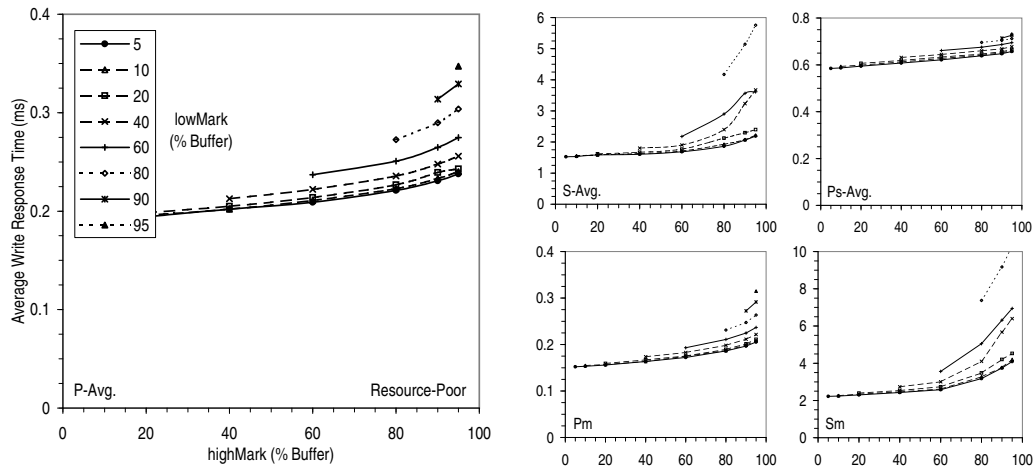 0.4
0.3
0.2
0.1
0
Average Write Response Time (ms)
5
10
20
40
60
80
90
95
lowMark
(% Buffer)
P-Avg.
Resource-Poor
0 20 40 60 80 100
highMark (% Buffer)
6
5
4
3
2
1
0
S-Avg.
0 20 40 60 80 100
0.8
0.6
0.4
0.2
0
Ps-Avg.
0 20 40 60 80 100
0.4
0.3
0.2
0.1
0
Pm
0 20 40 60 80 100
10
8
6
4
2
0
Sm
0 20 40 60 80 100